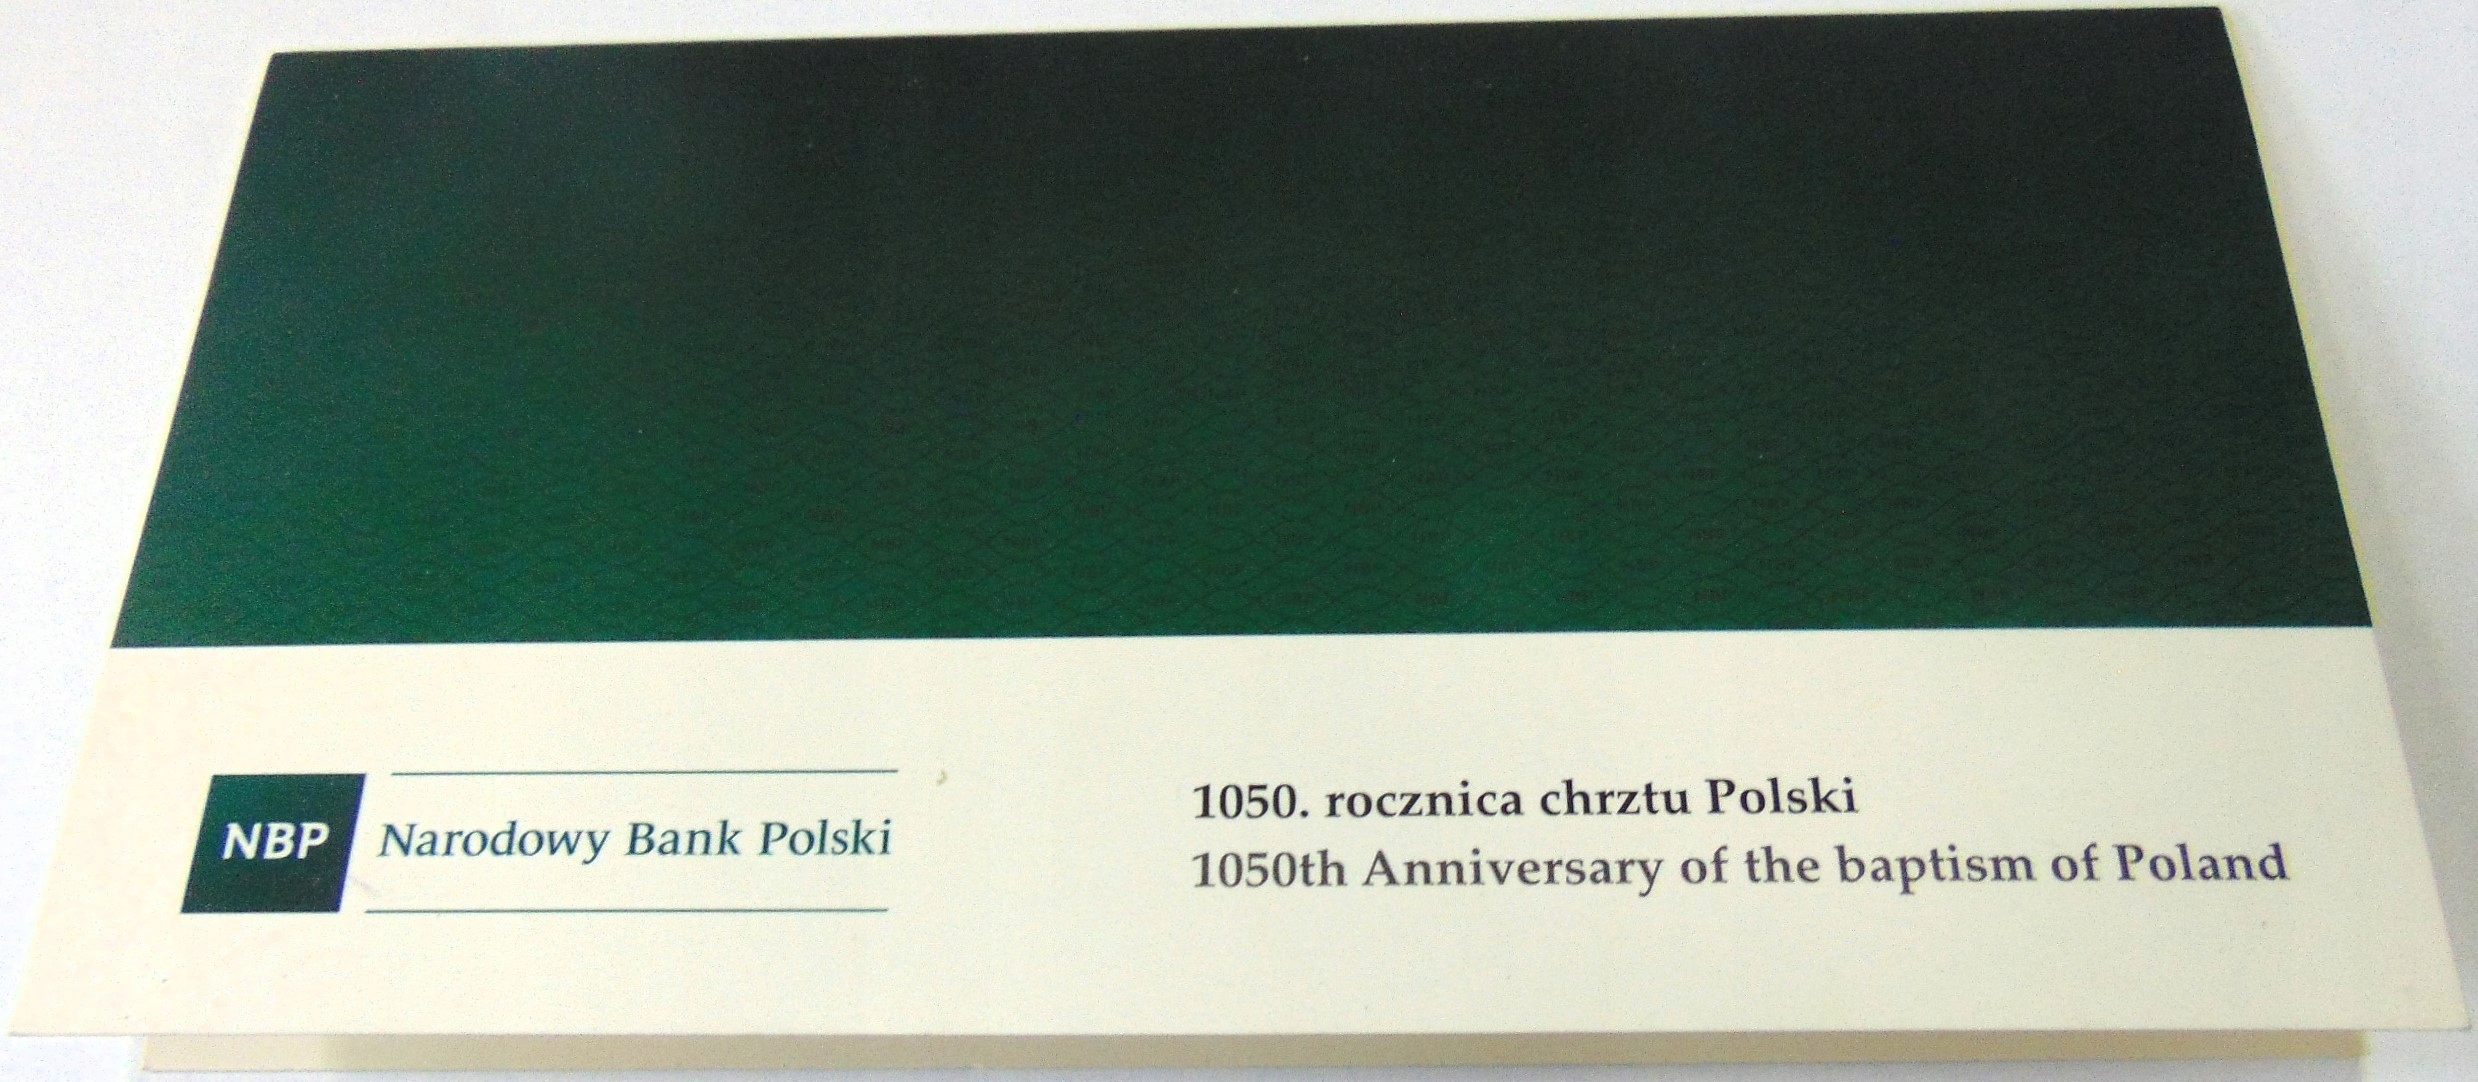 NBP
Narodowy Bank Polski
1050. rocznica chrztu Polski
1050th Anniversary of the baptism of Poland